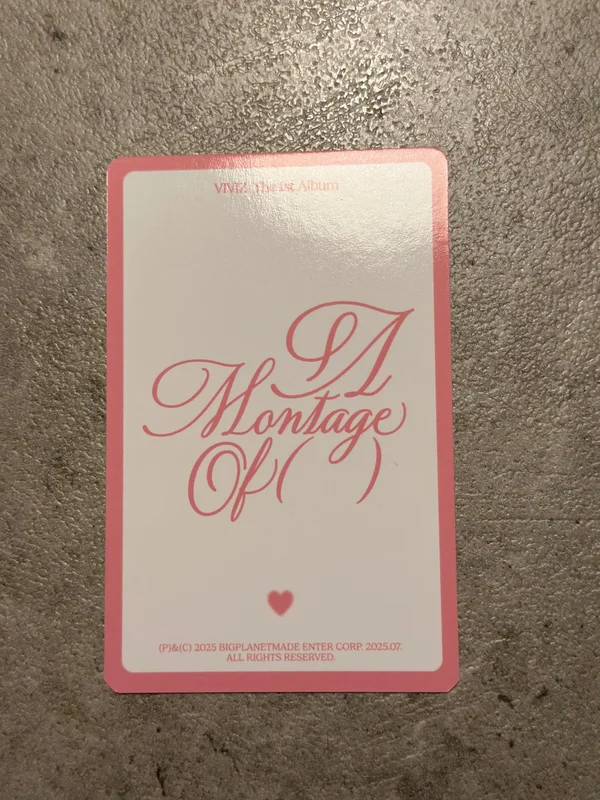 VIVIZ The 1st Album
A
Montage
Of ( )
(P)&(C) 2025 BIGPLANETMADE ENTER CORP. 2025.07.
ALL RIGHTS RESERVED.